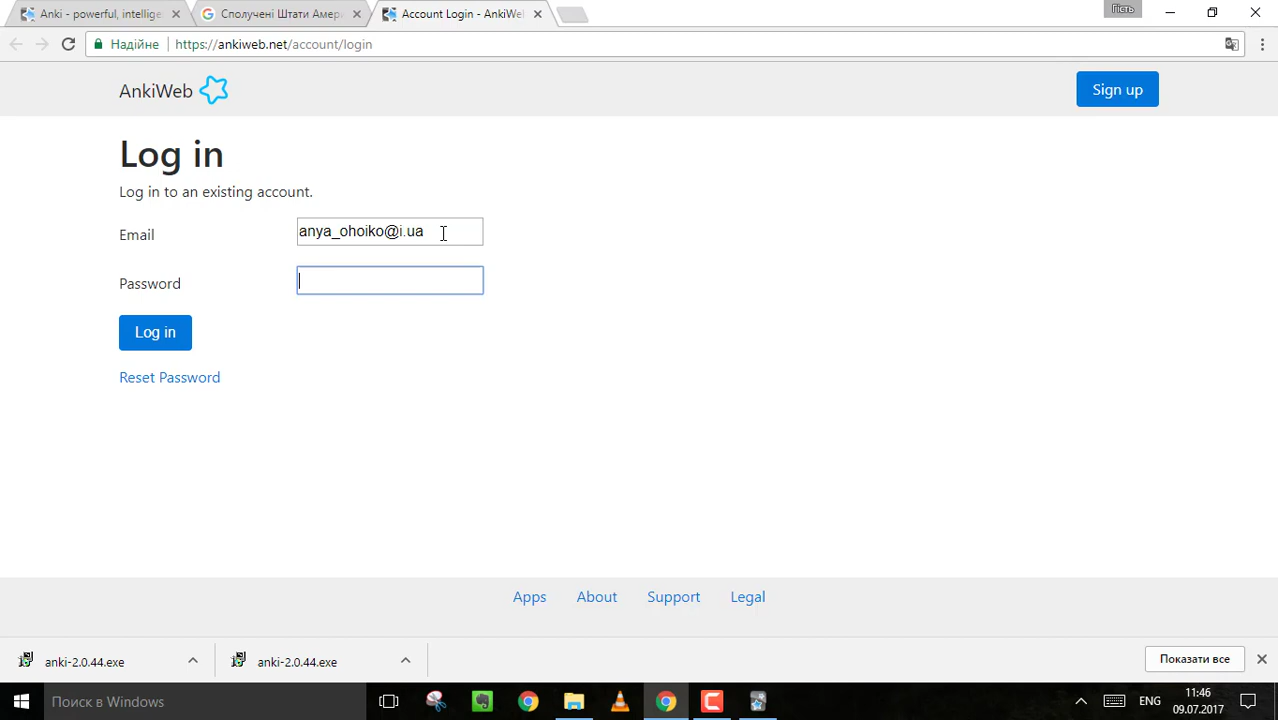 Anki - powerful, intellige
Сполучені Штати Амер
Account Login - AnkiWe
Гість
Надійне
https://ankiweb.net/account/login
AnkiWeb
Sign up
Log in
Log in to an existing account.
Email
anya_ohoiko@i.ua
Password
Log in
Reset Password
Apps
About
Support
Legal
anki-2.0.44.exe
anki-2.0.44.exe
Показати все
Поиск в Windows
ENG
11:46
09.07.2017